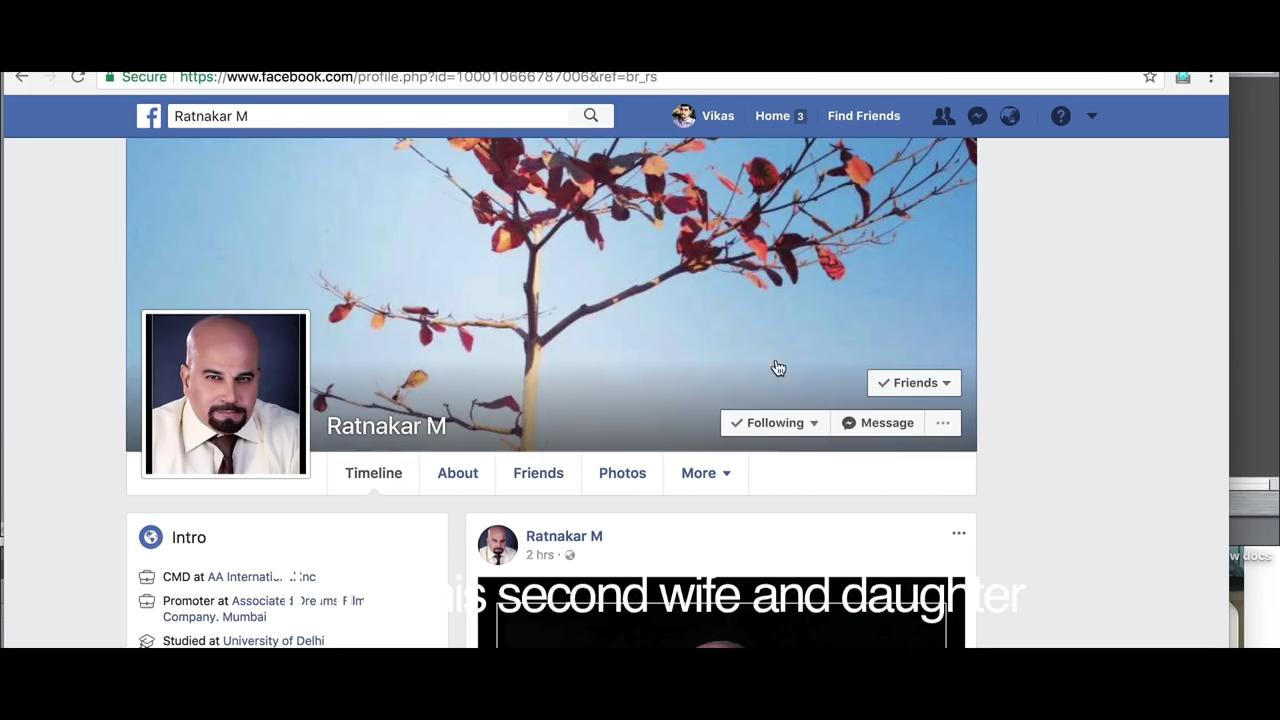 Secure https://www.facebook.com/profile.php?id=100010666787006&ref=br_rs
Ratnakar M
Vikas
Home 3
Find Friends
Friends
Following
Message
Ratnakar M
Timeline
About
Friends
Photos
More
Intro
CMD at AA
Promoter at
Company. Mumbai
Studied at University of Delhi
Ratnakar M
2 hrs
second wife and daughter
w docs